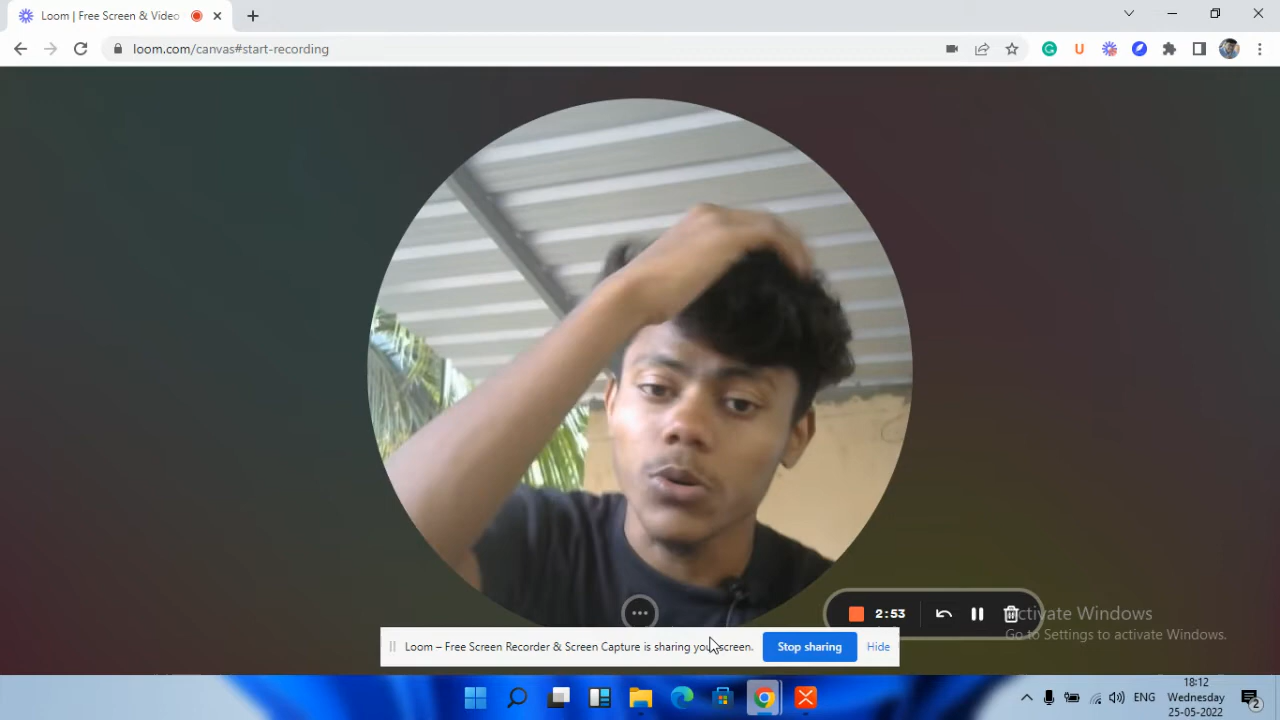 Loom | Free Screen & Video
loom.com/canvas#start-recording
2:53
Activate Windows
Go to Settings to activate Windows.
Loom – Free Screen Recorder & Screen Capture is sharing your screen.
Stop sharing
Hide
18:12
ENG
Wednesday
25-05-2022
2